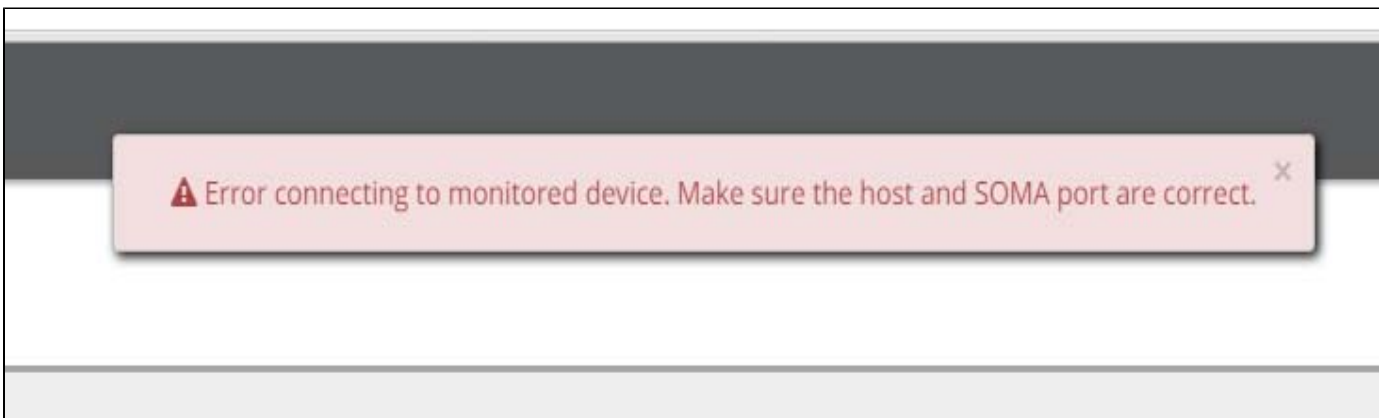 Error connecting to monitored device. Make sure the host and SOMA port are correct.